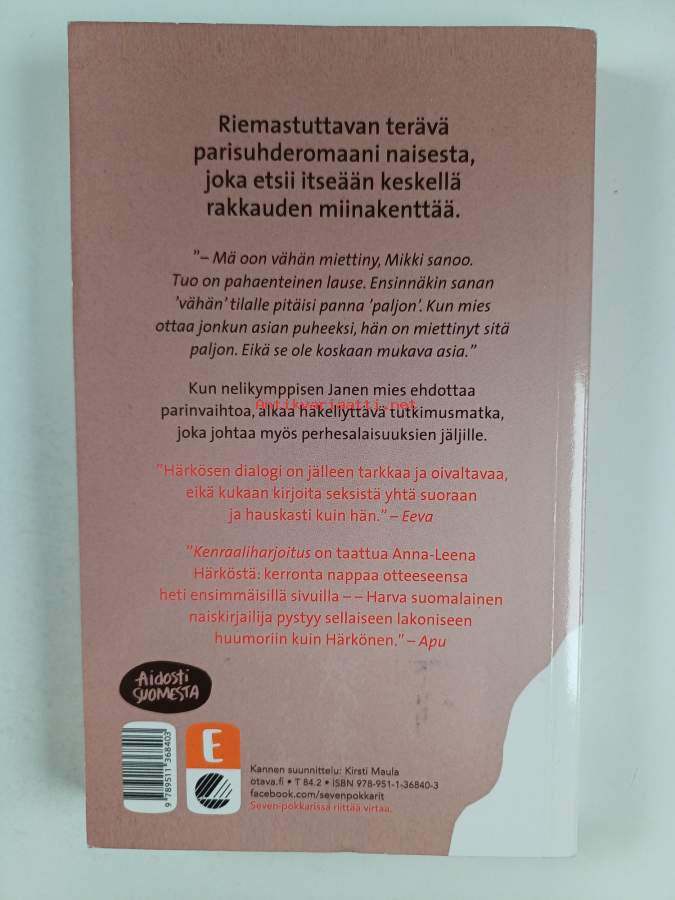 Riemastuttavan terävä
parisuhderomaani naisesta,
joka etsii itseään keskellä
rakkauden miinakenttää.
”– Mä oon vähän miettiny, Mikki sanoo.
Tuo on pahaenteinen lause. Ensinnäkin sanan
’vähän’ tilalle pitäisi panna ’paljon’. Kun mies
ottaa jonkun asian puheeksi, hän on miettinyt sitä
paljon. Eikä se ole koskaan mukava asia.”
Kun nelikymppisen Janen mies ehdottaa
Antikvariaatti.net
parinvaihtoa, alkaa näkellyttävä tutkimusmatka,
joka johtaa myös perhesalaisuuksien jäljille.
”Härkösen dialogi on jälleen tarkkaa ja oivaltavaa,
eikä kukaan kirjoita seksistä yhtä suoraan
ja hauskasti kuin hän.” – Eeva
”Kenraaliharjoitus on taattua Anna-Leena
Härköstä: kerronta nappaa otteeseensa
heti ensimmäisillä sivuilla – – Harva suomalainen
naiskirjailija pystyy sellaiseen lakoniseen
huumoriin kuin Härkönen.” – Apu
Aidosti
SUOMESTA
9 789511 368403
E
Kannen suunnittelu: Kirsti Maula
otava.fi • T 84.2 • ISBN 978-951-1-36840-3
facebook.com/sevenpokkarit
Seven-pokkarissa riittää virtaa.